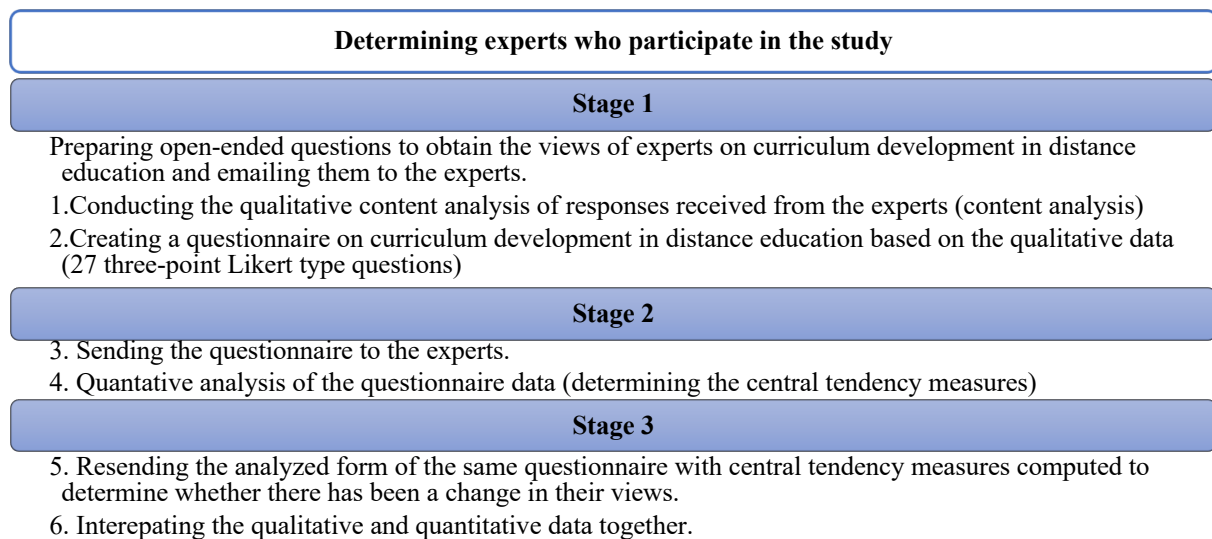 Determining experts who participate in the study
Stage 1
Preparing open-ended questions to obtain the views of experts on curriculum development in distance
education and emailing them to the experts.
1.Conducting the qualitative content analysis of responses received from the experts (content analysis)
2.Creating a questionnaire on curriculum development in distance education based on the qualitative data
(27 three-point Likert type questions)
Stage 2
3. Sending the questionnaire to the experts.
4. Quantative analysis of the questionnaire data (determining the central tendency measures)
Stage 3
5. Resending the analyzed form of the same questionnaire with central tendency measures computed to
determine whether there has been a change in their views.
6. Interepating the qualitative and quantitative data together.